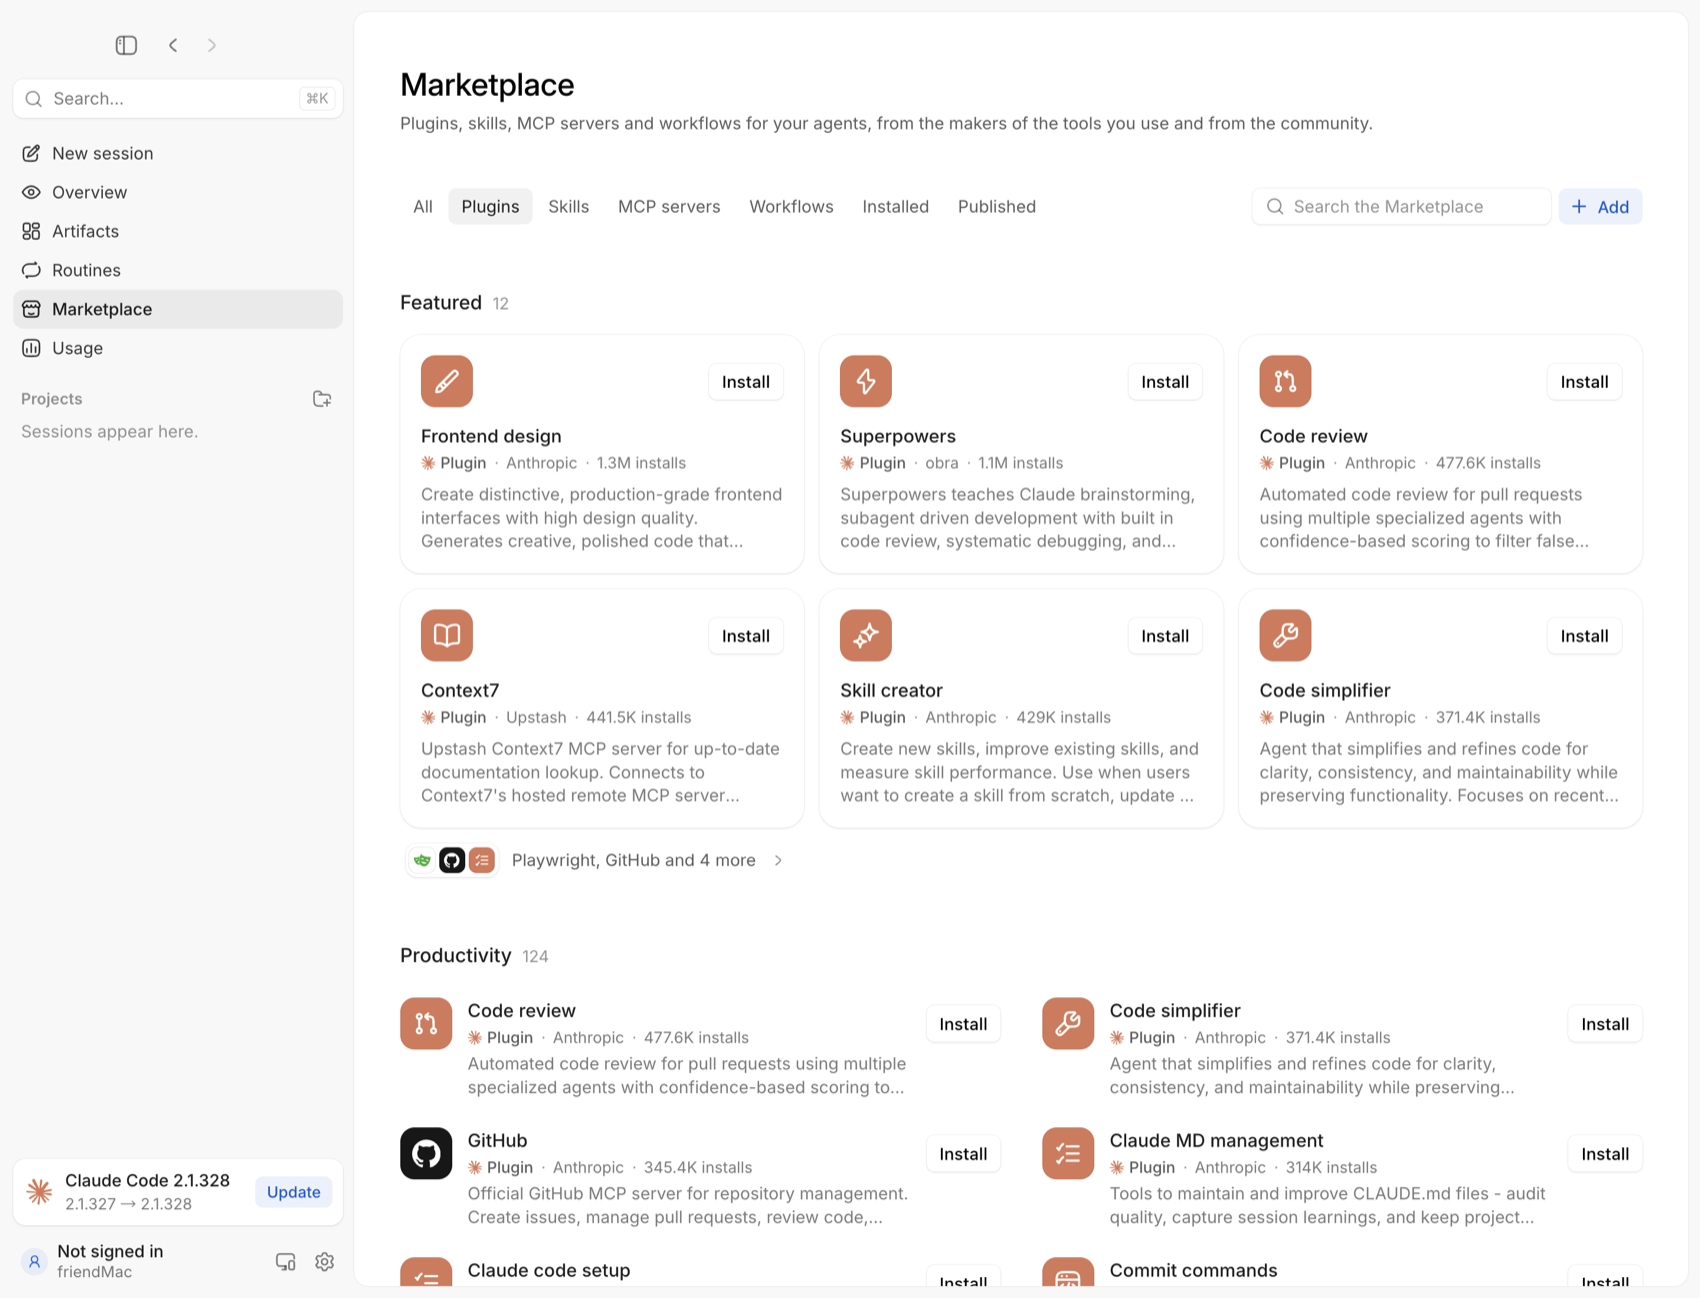 Search...
⌘K
New session
Overview
Artifacts
Routines
Marketplace
Usage
Projects
Sessions appear here.
Claude Code 2.1.328
2.1.327 → 2.1.328
Update
Not signed in
friendMac
Marketplace
Plugins, skills, MCP servers and workflows for your agents, from the makers of the tools you use and from the community.
All Plugins Skills MCP servers Workflows Installed Published
Search the Marketplace
+ Add
Featured 12
Install
Frontend design
Plugin · Anthropic · 1.3M installs
Create distinctive, production-grade frontend
interfaces with high design quality.
Generates creative, polished code that...
Install
Superpowers
Plugin · obra · 1.1M installs
Superpowers teaches Claude brainstorming,
subagent driven development with built in
code review, systematic debugging, and...
Install
Code review
Plugin · Anthropic · 477.6K installs
Automated code review for pull requests
using multiple specialized agents with
confidence-based scoring to filter false...
Install
Context7
Plugin · Upstash · 441.5K installs
Upstash Context7 MCP server for up-to-date
documentation lookup. Connects to
Context7's hosted remote MCP server...
Install
Skill creator
Plugin · Anthropic · 429K installs
Create new skills, improve existing skills, and
measure skill performance. Use when users
want to create a skill from scratch, update ...
Install
Code simplifier
Plugin · Anthropic · 371.4K installs
Agent that simplifies and refines code for
clarity, consistency, and maintainability while
preserving functionality. Focuses on recent...
Playwright, GitHub and 4 more
Productivity 124
Code review
Plugin · Anthropic · 477.6K installs
Automated code review for pull requests using multiple
specialized agents with confidence-based scoring to...
Install
Code simplifier
Plugin · Anthropic · 371.4K installs
Agent that simplifies and refines code for clarity,
consistency, and maintainability while preserving...
Install
GitHub
Plugin · Anthropic · 345.4K installs
Official GitHub MCP server for repository management.
Create issues, manage pull requests, review code,...
Install
Claude MD management
Plugin · Anthropic · 314K installs
Tools to maintain and improve CLAUDE.md files - audit
quality, capture session learnings, and keep project...
Install
Claude code setup
Install
Commit commands
Install